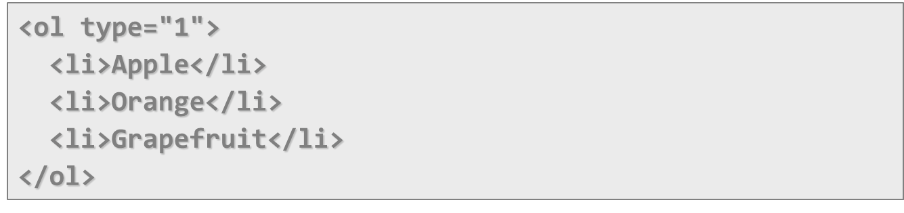 <ol type="1">
  <li>Apple</li>
  <li>Orange</li>
  <li>Grapefruit</li>
</ol>